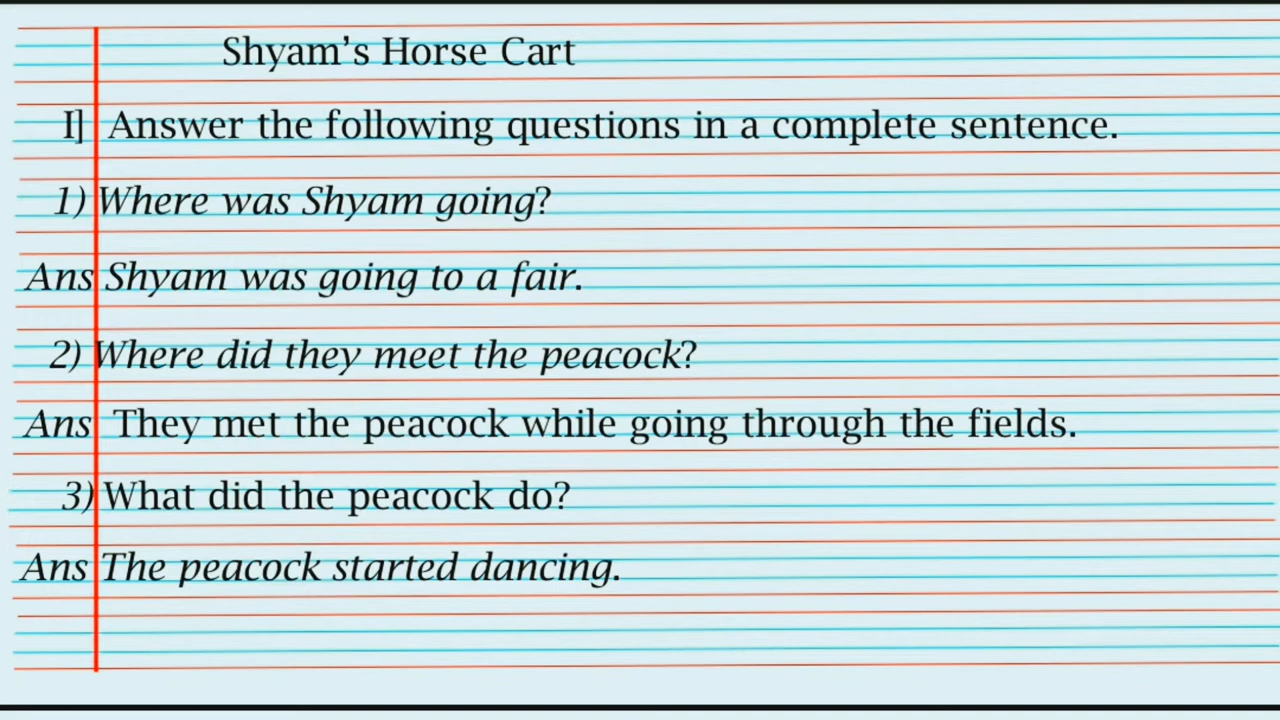 Shyam's Horse Cart
I] Answer the following questions in a complete sentence.
1) Where was Shyam going?
Ans Shyam was going to a fair.
2) Where did they meet the peacock?
Ans They met the peacock while going through the fields.
3) What did the peacock do?
Ans The peacock started dancing.